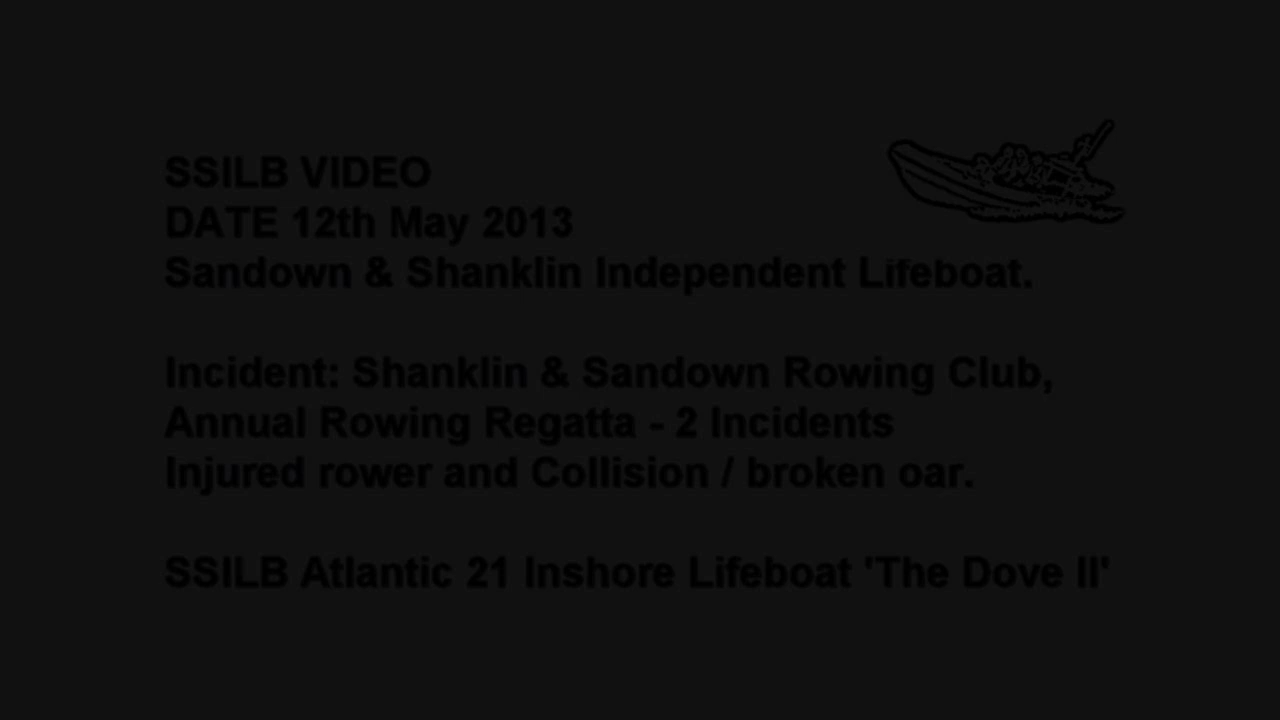 SSILB VIDEO
DATE 12th May 2013
Sandown & Shanklin Independent Lifeboat.
Incident: Shanklin & Sandown Rowing Club,
Annual Rowing Regatta - 2 Incidents
Injured rower and Collision / broken oar.
SSILB Atlantic 21 Inshore Lifeboat 'The Dove II'